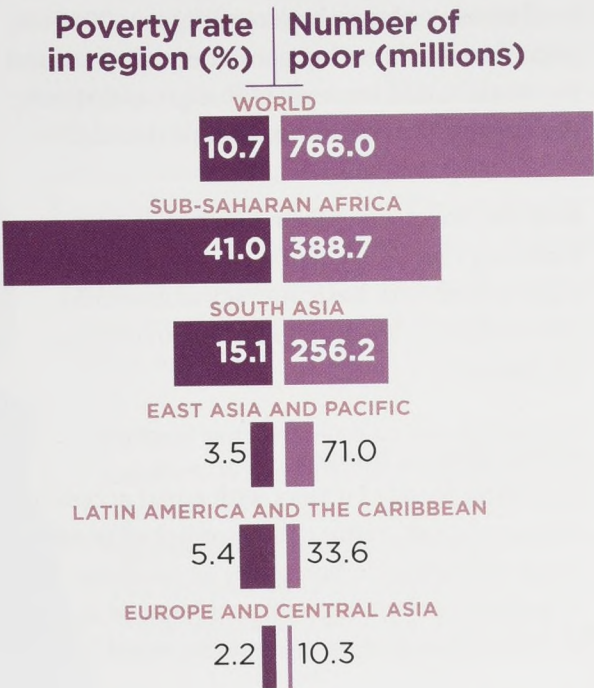 Poverty rate in region (%)
Number of poor (millions)
WORLD
10.7 766.0
SUB-SAHARAN AFRICA
41.0 388.7
SOUTH ASIA
15.1 256.2
EAST ASIA AND PACIFIC
3.5 71.0
LATIN AMERICA AND THE CARIBBEAN
5.4 33.6
EUROPE AND CENTRAL ASIA
2.2 10.3